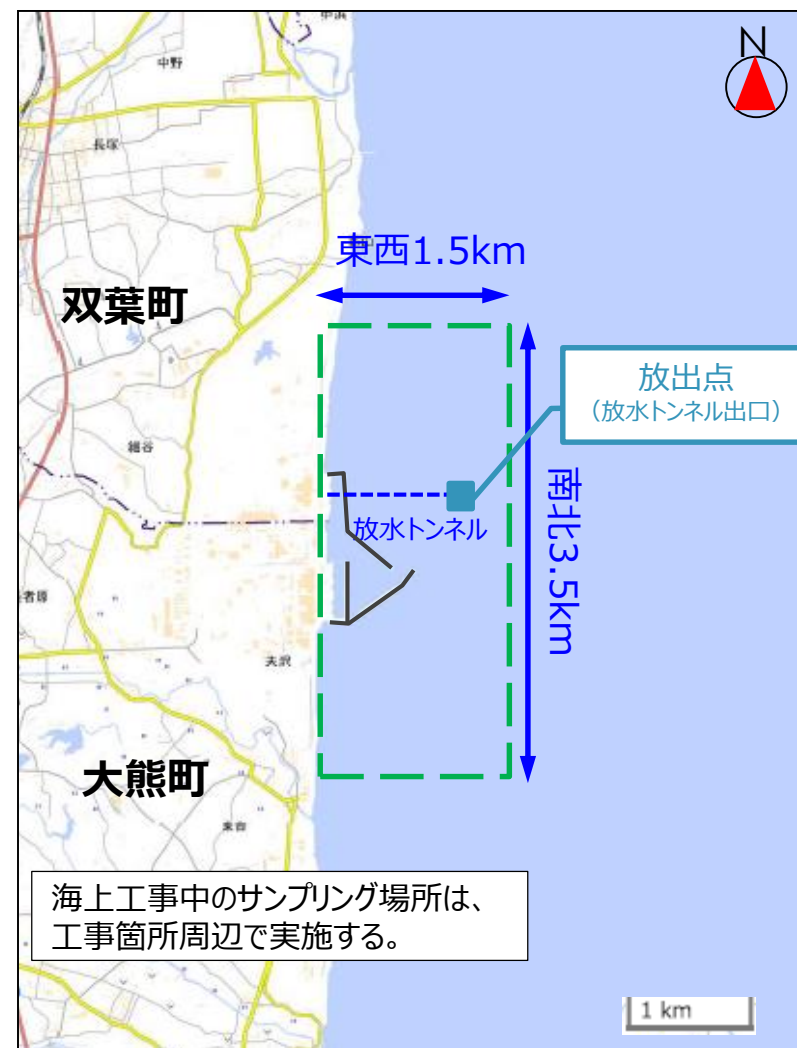 中浜
N
中野
長塚
東西1.5km
双葉町
放出点
（放水トンネル出口）
細谷
放水トンネル
南北3.5km
夫沢
大熊町
海上工事中のサンプリング場所は、
工事箇所周辺で実施する。
1 km